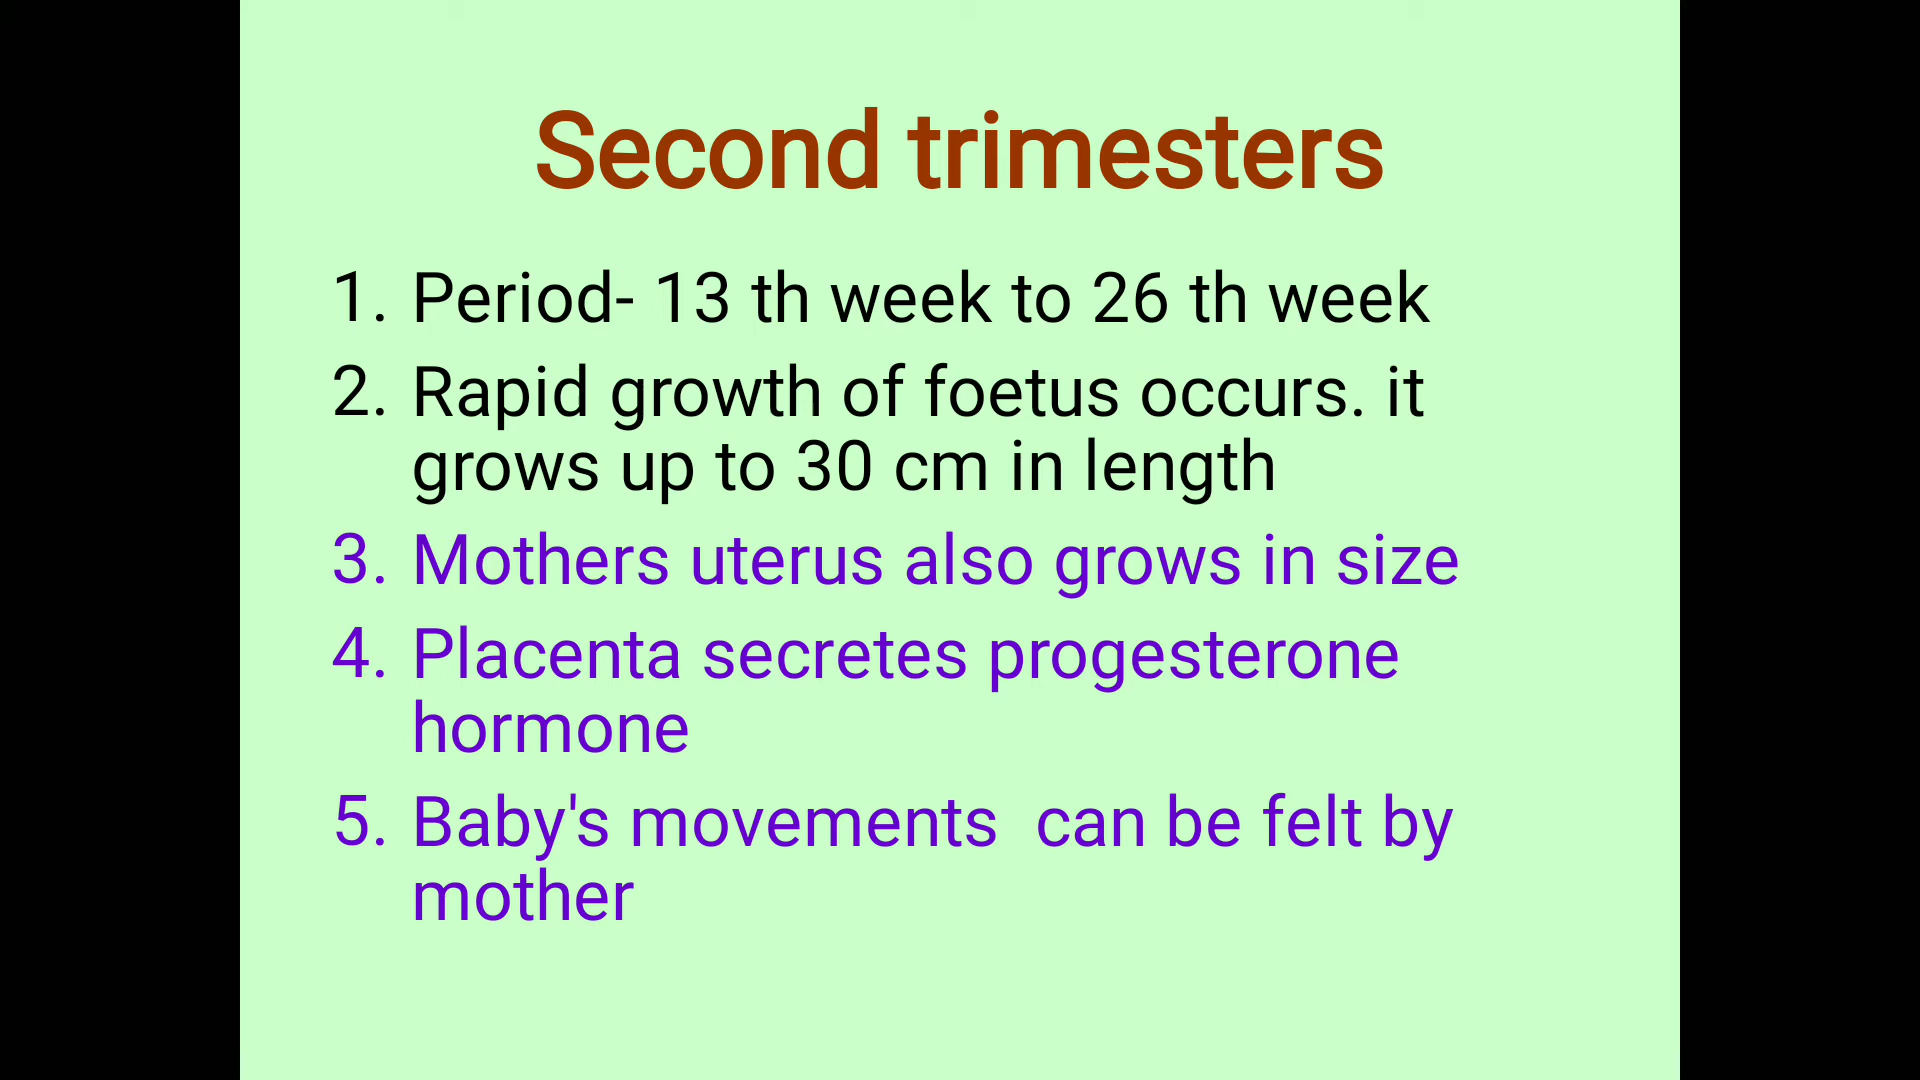 Second trimesters
1. Period- 13 th week to 26 th week
2. Rapid growth of foetus occurs. it
grows up to 30 cm in length
3. Mothers uterus also grows in size
4. Placenta secretes progesterone
hormone
5. Baby's movements  can be felt by
mother